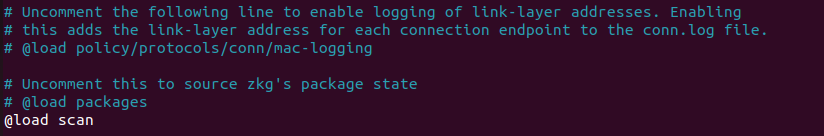 # Uncomment the following line to enable logging of link-layer addresses. Enabling
# this adds the link-layer address for each connection endpoint to the conn.log file.
# @load policy/protocols/conn/mac-logging
# Uncomment this to source zkg's package state
# @load packages
@load scan